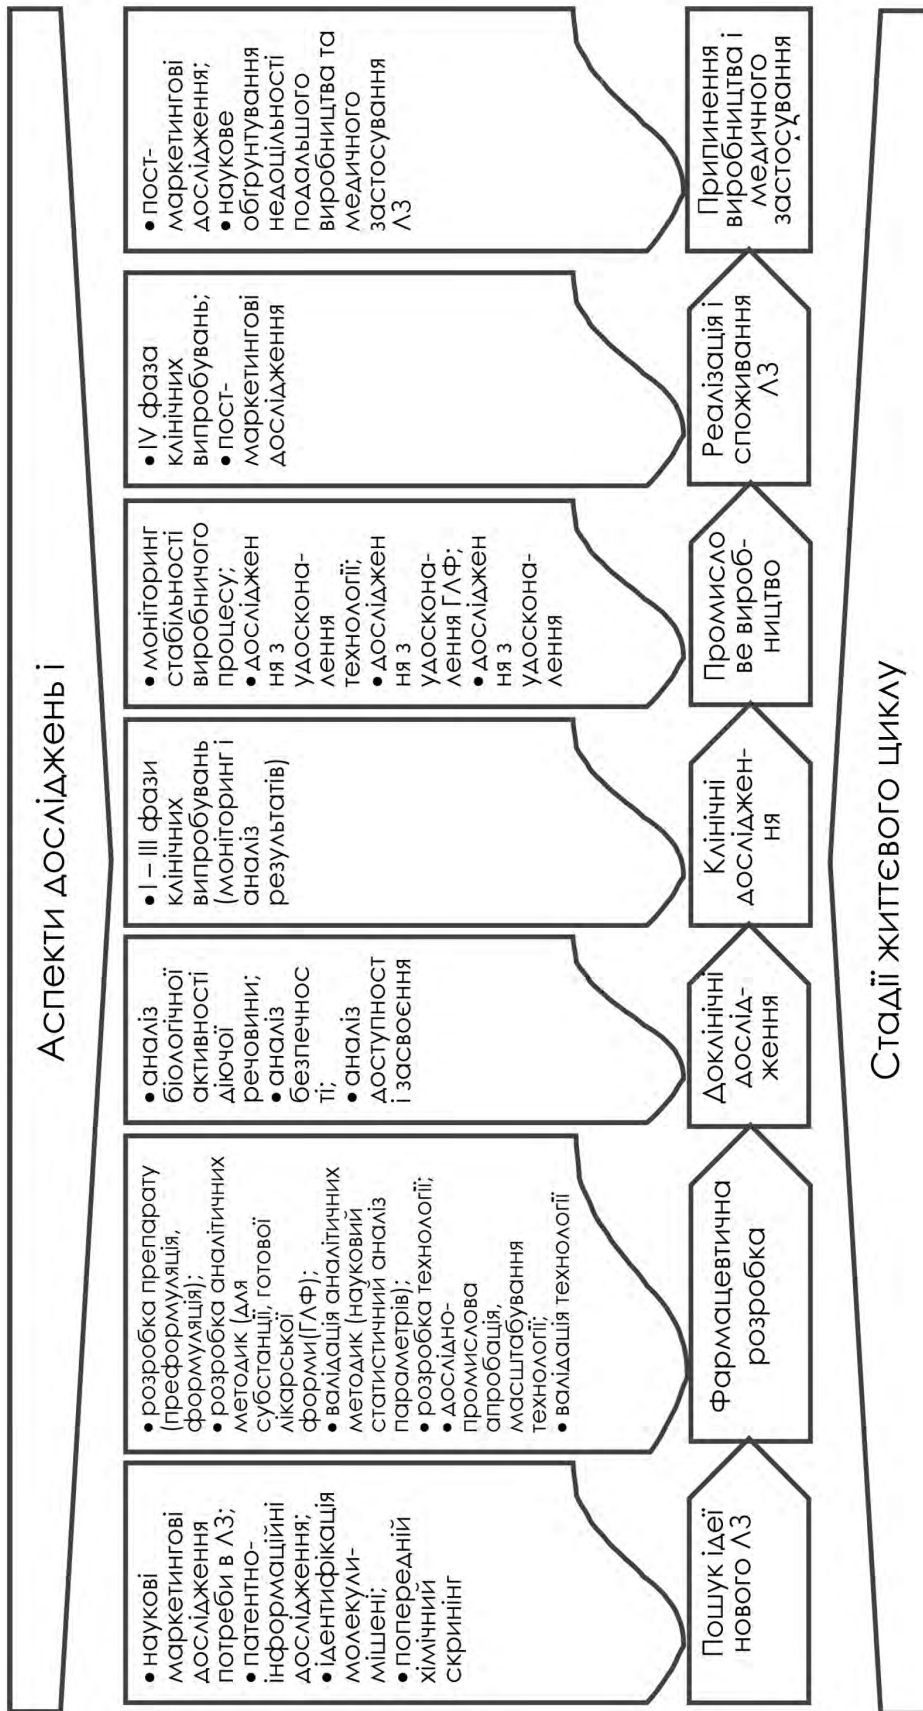 Аспекти досліджень і
• наукові
маркетингові
дослідження
потреби в ЛЗ;
• патентно-
інформаційні
дослідження;
• ідентифікація
молекули-
мішені;
• попередній
хімічний
скринінг
• розробка препарату
(преформуляція,
формуляція);
• розробка аналітичних
методик (для
субстанції, готової
лікарської
форми(ГЛФ);
• валідація аналітичних
методик (науковий
статистичний аналіз
параметрів);
• розробка технології;
• дослідно-
промислова
апробація,
масштабування
технології;
• валідація технології
• аналіз
біологічної
активності
діючої
речовини;
• аналіз
безпечнос
ті;
• аналіз
доступност
і засвоєння
• I – III фази
клінічних
випробувань
(моніторинг і
аналіз
результатів)
• моніторинг
стабільності
виробничого
процесу;
• досліджен
ня з
удоскона-
лення
технології;
• досліджен
ня з
удоскона-
лення ГЛФ;
• досліджен
ня з
удоскона-
лення
• IV фаза
клінічних
випробувань;
• пост-
маркетингові
дослідження
• пост-
маркетингові
дослідження;
• наукове
обґрунтування
недоцільності
подальшого
виробництва та
медичного
застосування
ЛЗ
Пошук ідеї
нового ЛЗ
Фармацевтична
розробка
Доклінічні
дослід-
ження
Клінічні
дослі
джен-
ня
Промисло
ве вироб-
ництво
Реалізація і
споживання
ЛЗ
Припинення
виробництва і
медичного
застосування
Стадії життєвого циклу